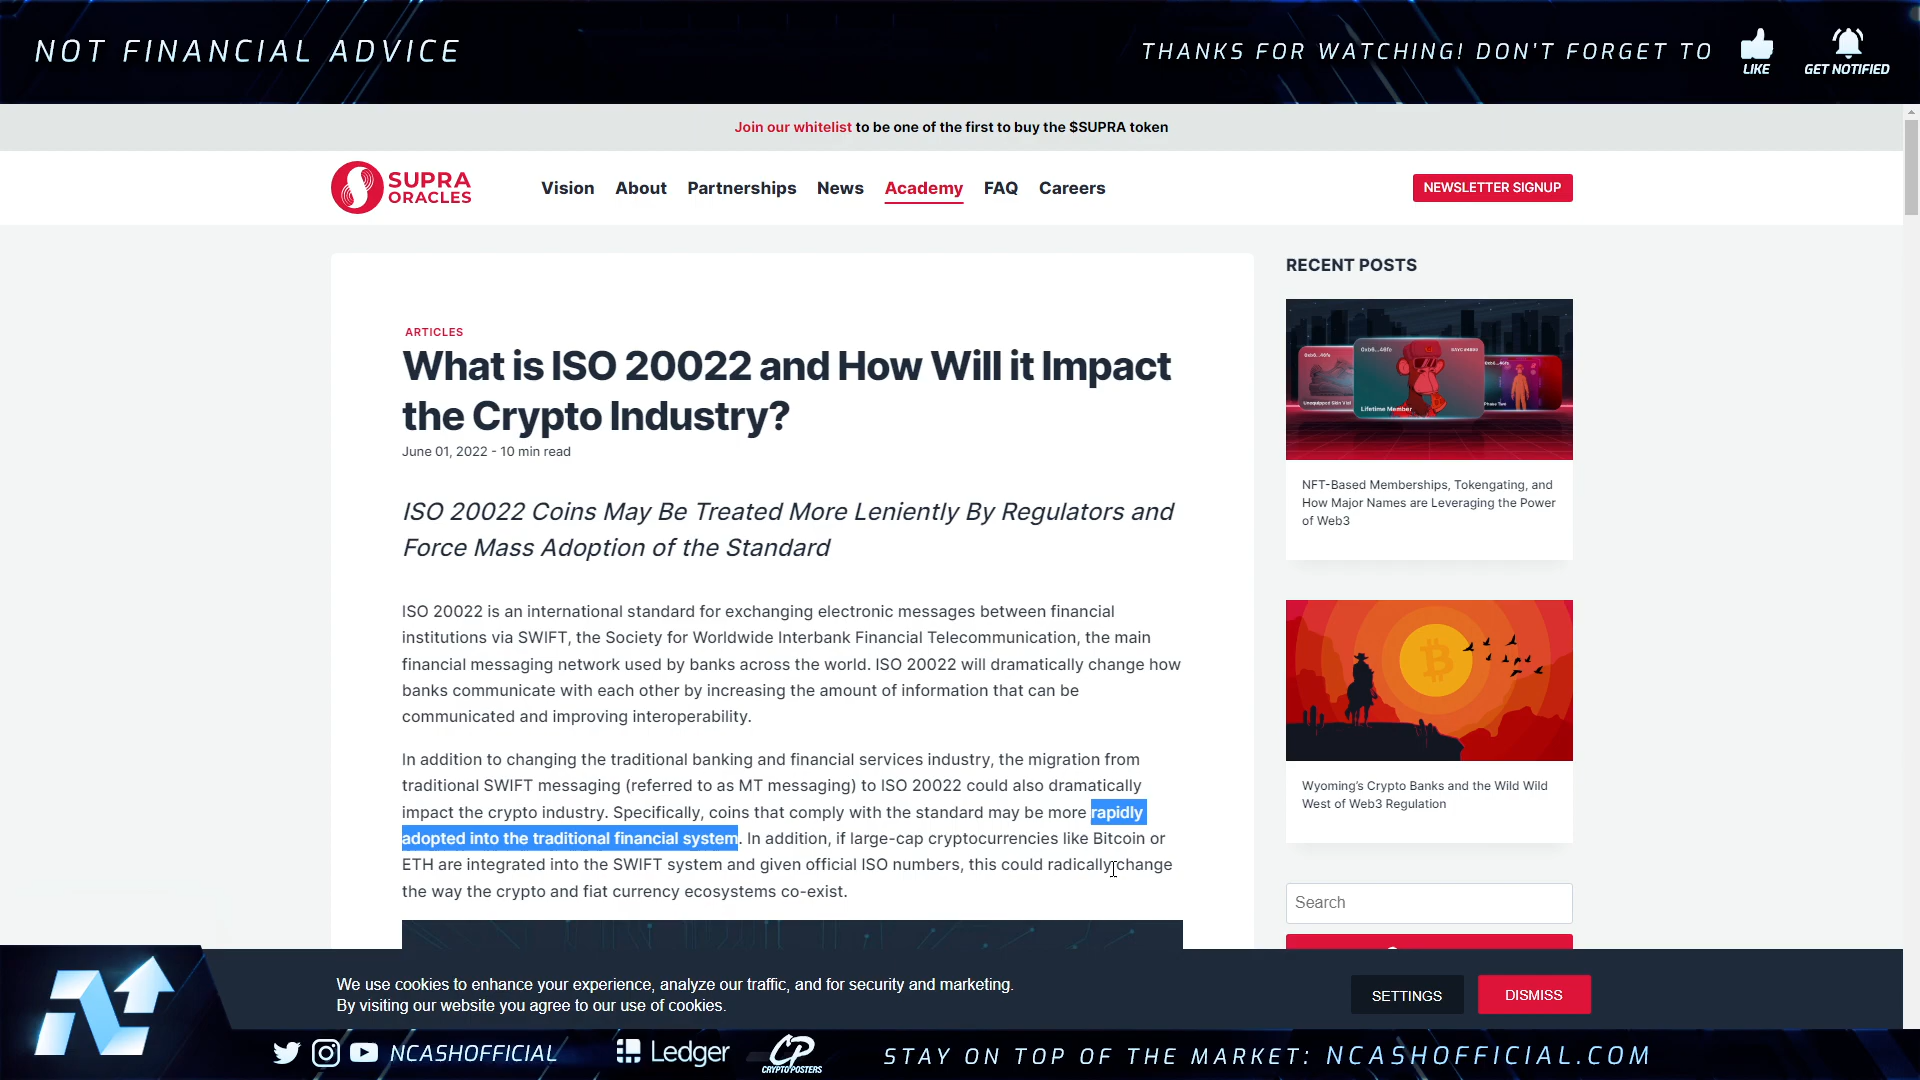 NOT FINANCIAL ADVICE
THANKS FOR WATCHING! DON'T FORGET TO
LIKE
GET NOTIFIED
Join our whitelist to be one of the first to buy the $SUPRA token
SUPRA
ORACLES
Vision About Partnerships News Academy FAQ Careers
NEWSLETTER SIGNUP
ARTICLES
What is ISO 20022 and How Will it Impact
the Crypto Industry?
June 01, 2022 - 10 min read
ISO 20022 Coins May Be Treated More Leniently By Regulators and
Force Mass Adoption of the Standard
ISO 20022 is an international standard for exchanging electronic messages between financial
institutions via SWIFT, the Society for Worldwide Interbank Financial Telecommunication, the main
financial messaging network used by banks across the world. ISO 20022 will dramatically change how
banks communicate with each other by increasing the amount of information that can be
communicated and improving interoperability.
In addition to changing the traditional banking and financial services industry, the migration from
traditional SWIFT messaging (referred to as MT messaging) to ISO 20022 could also dramatically
impact the crypto industry. Specifically, coins that comply with the standard may be more rapidly
adopted into the traditional financial system. In addition, if large-cap cryptocurrencies like Bitcoin or
ETH are integrated into the SWIFT system and given official ISO numbers, this could radically change
the way the crypto and fiat currency ecosystems co-exist.
RECENT POSTS
Lifetime Member
NFT-Based Memberships, Tokengating, and
How Major Names are Leveraging the Power
of Web3
Wyoming's Crypto Banks and the Wild Wild
West of Web3 Regulation
Search
We use cookies to enhance your experience, analyze our traffic, and for security and marketing.
By visiting our website you agree to our use of cookies.
SETTINGS
DISMISS
NCASHOFFICIAL
Ledger
CP
CRYPTOPOSTERS
STAY ON TOP OF THE MARKET: NCASHOFFICIAL.COM